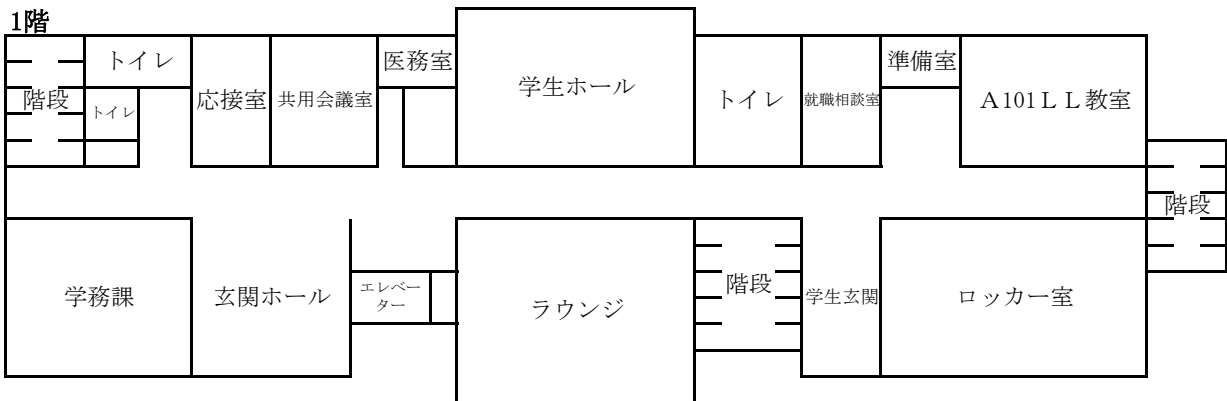 1階
トイレ
医務室
準備室
階段
トイレ
応接室
共用会議室
学生ホール
トイレ
就職相談室
A101LL教室
階段
学務課
玄関ホール
エレベー
ター
ラウンジ
階段
学生玄関
ロッカー室